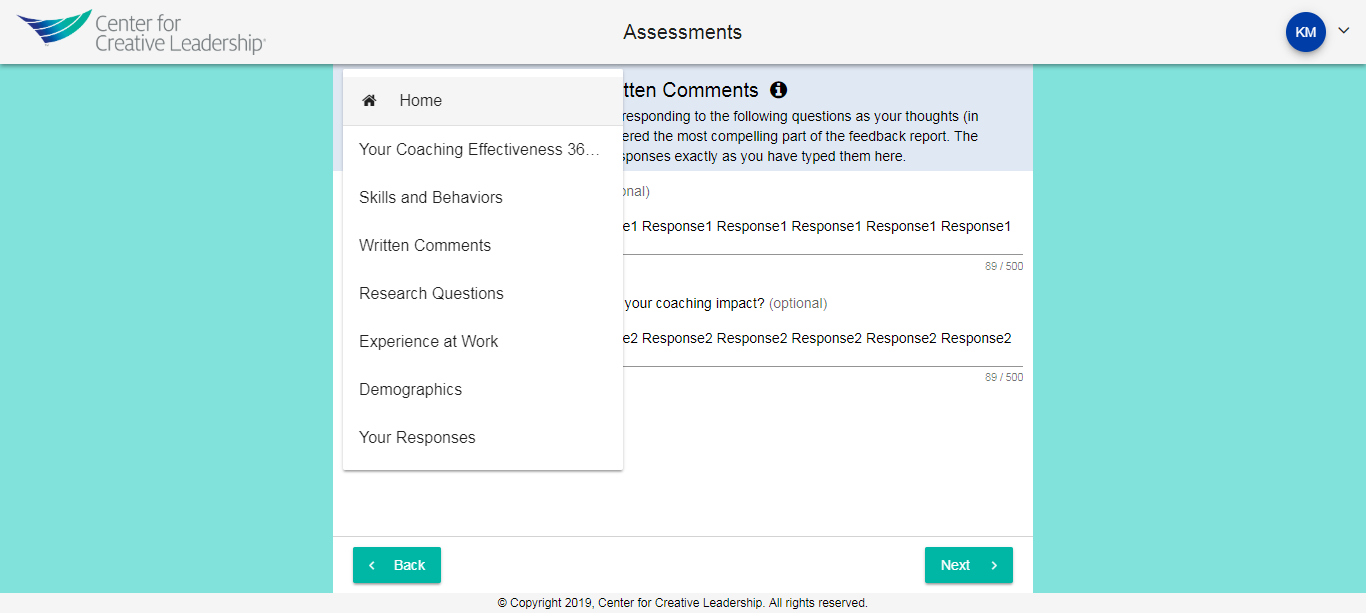 Center for
Creative Leadership®
Assessments
KM
Home
Your Coaching Effectiveness 36...
Skills and Behaviors
Written Comments
Research Questions
Experience at Work
Demographics
Your Responses
tten Comments
responding to the following questions as your thoughts (in
ered the most compelling part of the feedback report. The
sponses exactly as you have typed them here.
onal)
e1 Response1 Response1 Response1 Response1 Response1
89 / 500
your coaching impact? (optional)
e2 Response2 Response2 Response2 Response2 Response2
89 / 500
Back
Next
© Copyright 2019, Center for Creative Leadership. All rights reserved.